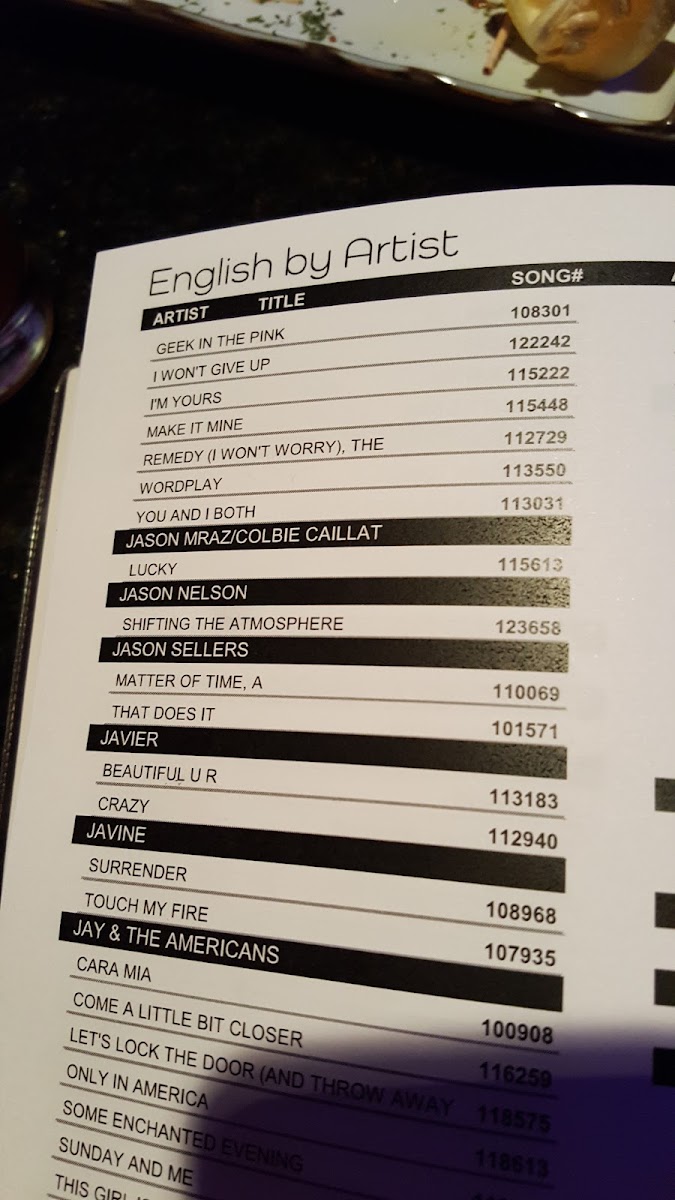 English by Artist
ARTIST TITLE SONG#
GEEK IN THE PINK 108301
I WON'T GIVE UP 122242
I'M YOURS 115222
MAKE IT MINE 115448
REMEDY (I WON'T WORRY), THE 112729
WORDPLAY 113550
YOU AND I BOTH 113031
JASON MRAZ/COLBIE CAILLAT
LUCKY 115613
JASON NELSON
SHIFTING THE ATMOSPHERE 123658
JASON SELLERS
MATTER OF TIME, A 110069
THAT DOES IT 101571
JAVIER
BEAUTIFUL U R 113183
CRAZY 112940
JAVINE
SURRENDER 108968
TOUCH MY FIRE 107935
JAY & THE AMERICANS
CARA MIA 100908
COME A LITTLE BIT CLOSER 116259
LET'S LOCK THE DOOR (AND THROW AWAY 118575
ONLY IN AMERICA 118613
SOME ENCHANTED EVENING
SUNDAY AND ME
THIS GIRL